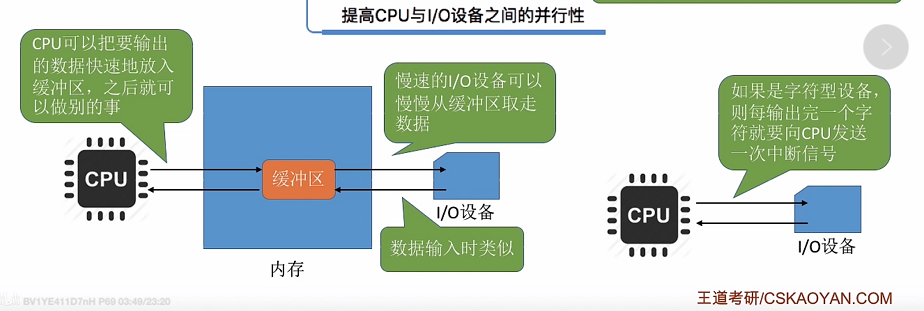 提高CPU与I/O设备之间的并行性
CPU可以把要输出
的数据快速地放入
缓冲区，之后就可
以做别的事
慢速的I/O设备可以
慢慢从缓冲区取走
数据
如果是字符型设备，
则每输出完一个字
符就要向CPU发送
一次中断信号
CPU
缓冲区
I/O设备
数据输入时类似
内存
CPU
I/O设备
BV1YE411D7nH P69 03:49/23:20
王道考研/CSKAOYAN.COM